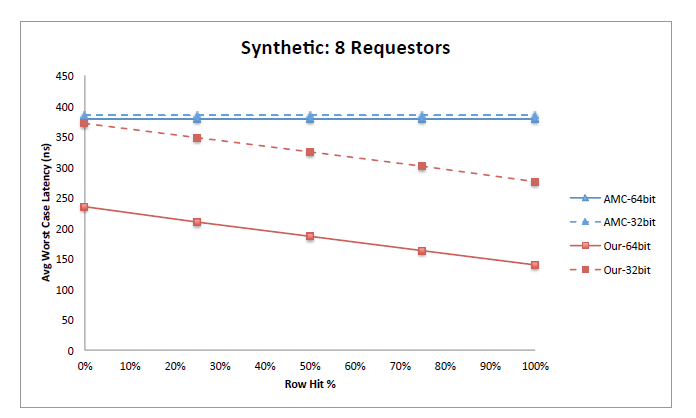 Synthetic: 8 Requestors
450
400
350
300
250
200
150
100
50
0
Avg Worst Case Latency (ns)
0% 10% 20% 30% 40% 50% 60% 70% 80% 90% 100%
Row Hit %
AMC-64bit
AMC-32bit
Our-64bit
Our-32bit